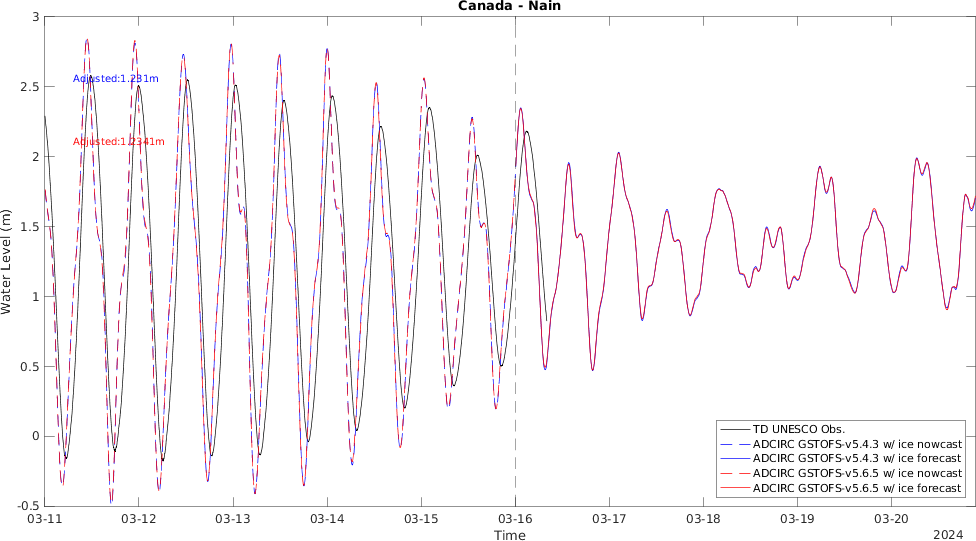 Canada - Nain
3
2.5
2
1.5
1
0.5
0
-0.5
Water Level (m)
Adjusted:1.231m
Adjusted:1.2341m
TD UNESCO Obs.
ADCIRC GSTOFS-v5.4.3 w/ ice nowcast
ADCIRC GSTOFS-v5.4.3 w/ ice forecast
ADCIRC GSTOFS-v5.6.5 w/ ice nowcast
ADCIRC GSTOFS-v5.6.5 w/ ice forecast
03-11 03-12 03-13 03-14 03-15 03-16 03-17 03-18 03-19 03-20
Time
2024